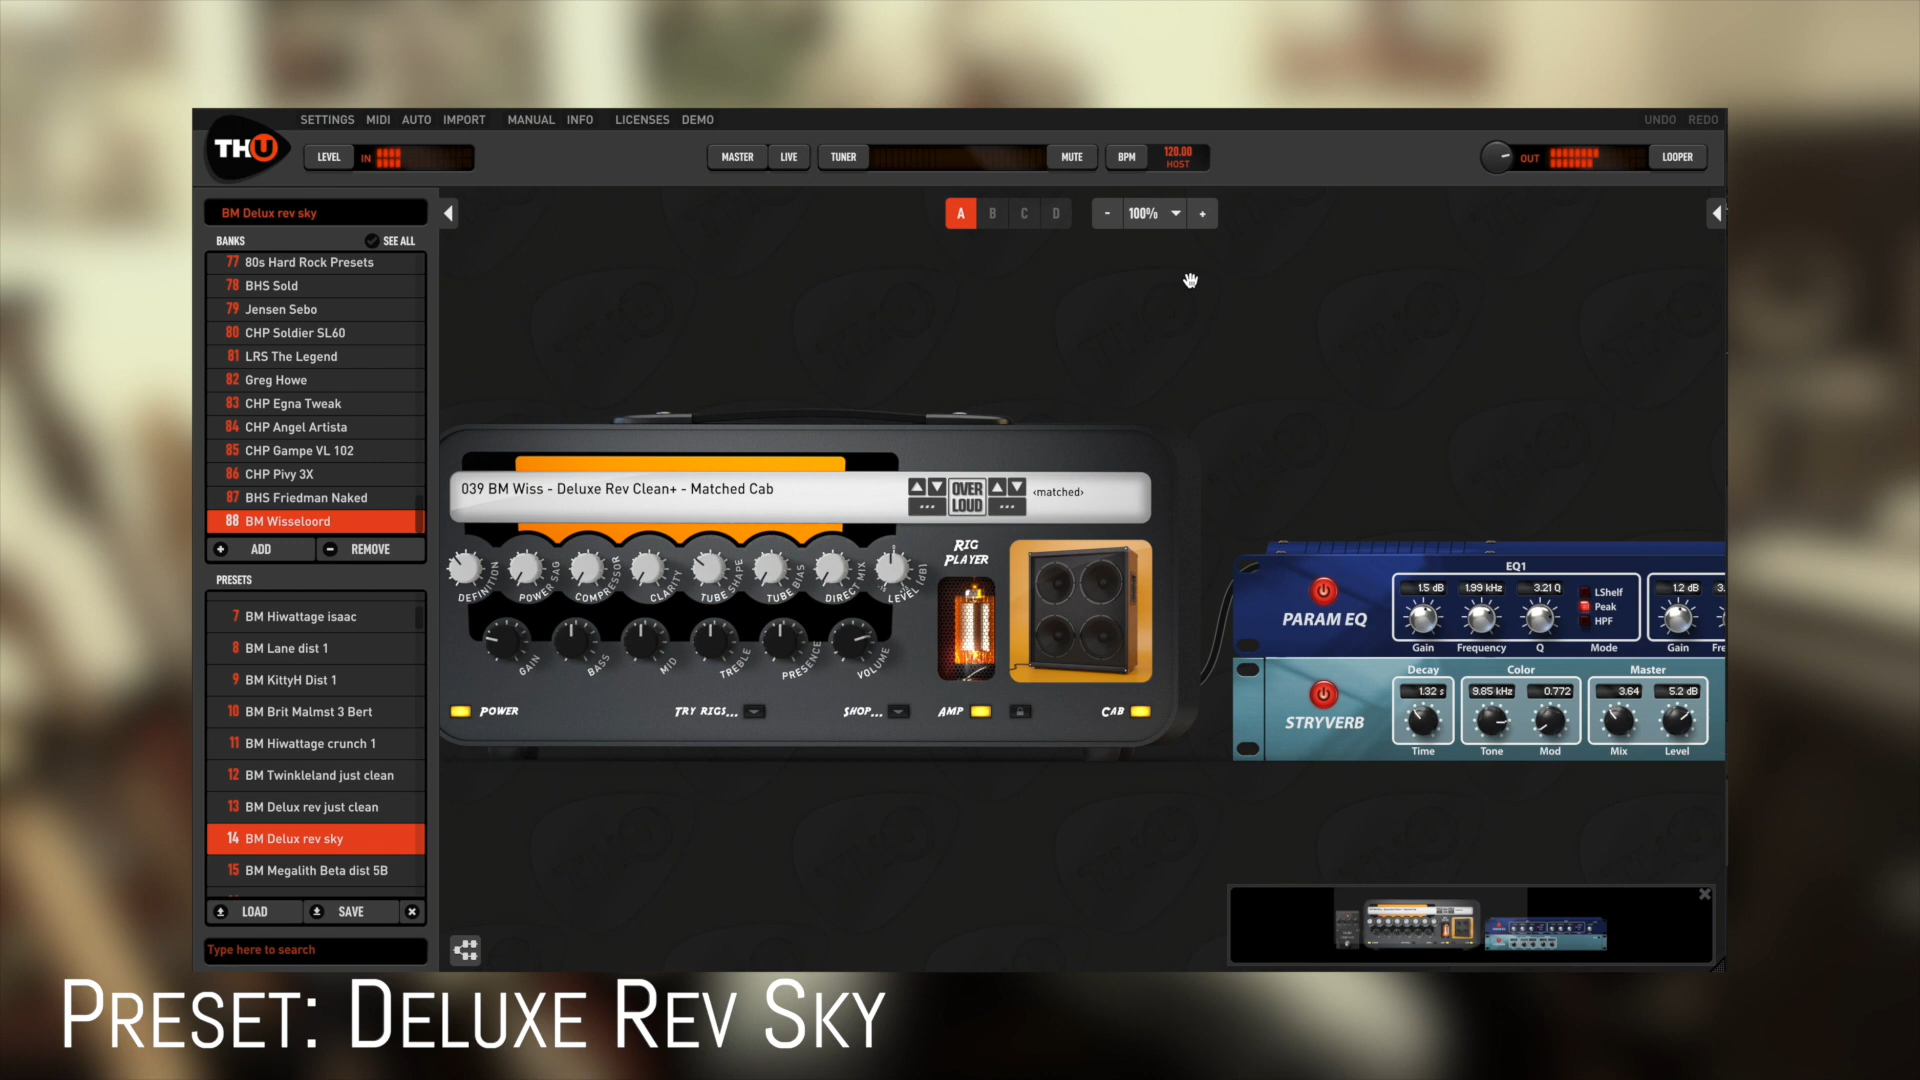 SETTINGS MIDI AUTO IMPORT MANUAL INFO LICENSES DEMO UNDO REDO
THU
LEVEL IN MASTER LIVE TUNER MUTE BPM 120.00 HOST OUT LOOPER
BM Delux rev sky
A B C D - 100% +
BANKS SEE ALL
77 80s Hard Rock Presets
78 BHS Sold
79 Jensen Sebo
80 CHP Soldier SL60
81 LRS The Legend
82 Greg Howe
83 CHP Egna Tweak
84 CHP Angel Artista
85 CHP Gampe VL 102
86 CHP Pivy 3X
87 BHS Friedman Naked
88 BM Wisseloord
ADD REMOVE
PRESETS
7 BM Hiwattage isaac
8 BM Lane dist 1
9 BM KittyH Dist 1
10 BM Brit Malmst 3 Bert
11 BM Hiwattage crunch 1
12 BM Twinkleland just clean
13 BM Delux rev just clean
14 BM Delux rev sky
15 BM Megalith Beta dist 5B
LOAD SAVE
Type here to search
039 BM Wiss - Deluxe Rev Clean+ - Matched Cab
OVER
LOUD
‹matched›
DEFINITION POWER SAG COMPRESSOR CLARITY TUBE SHAPE TUBE BIAS DIRECT MIX LEVEL (dB)
RIG
PLAYER
GAIN BASS MID TREBLE PRESENCE VOLUME
POWER TRY RIGS... SHOP... AMP CAB
EQ1
PARAM EQ
1.5 dB 1.99 kHz 3.21 Q
LShelf
Peak
HPF
1.2 dB 3.
Gain Frequency Q Mode Gain Fre
Decay Color Master
STRYVERB
1.32 s 9.85 kHz 0.772 3.64 5.2 dB
Time Tone Mod Mix Level
PRESET: DELUXE REV SKY